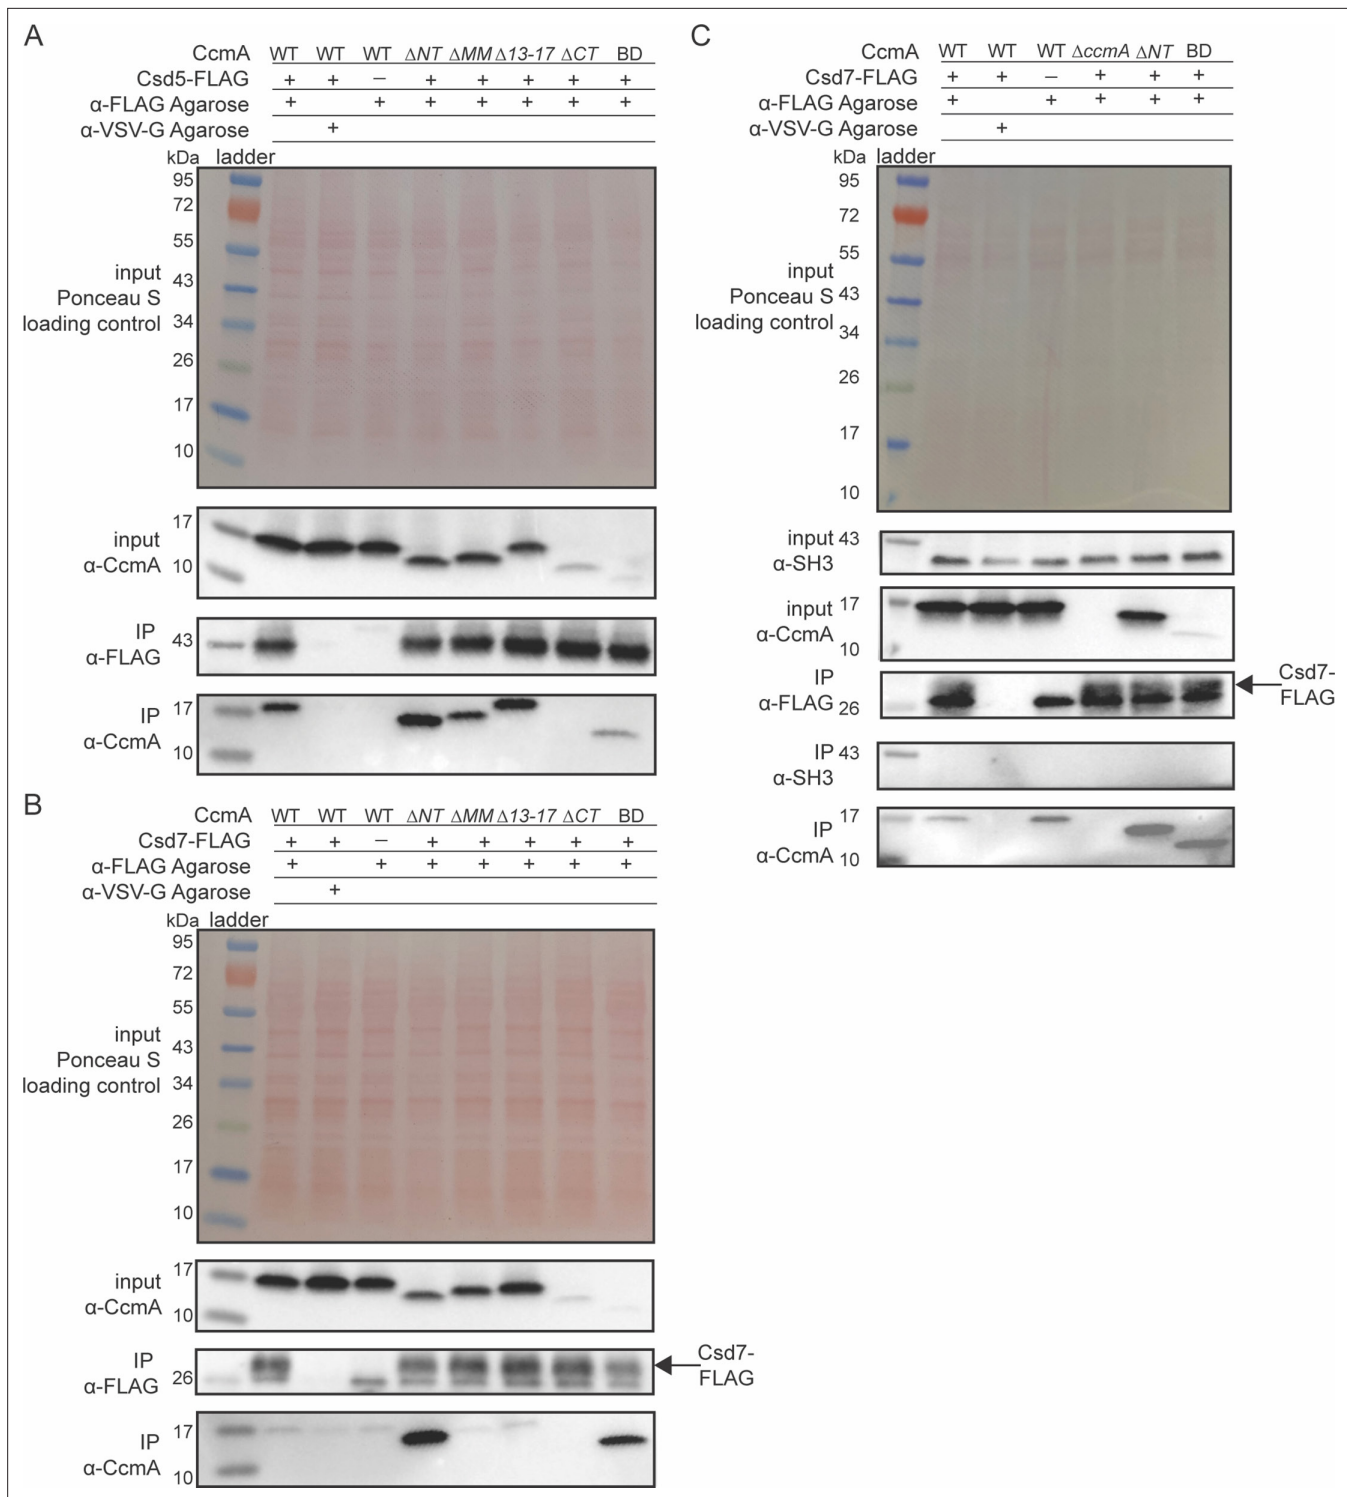 A
CcmA WT WT WT ΔNT ΔMM Δ13-17 ΔCT BD
Csd5-FLAG + + – + + + + +
α-FLAG Agarose + + + + + + +
α-VSV-G Agarose +
kDa ladder
95
72
55
43
34
26
17
10
input
Ponceau S
loading control
input
α-CcmA
17
10
IP
α-FLAG
43
IP
α-CcmA
17
10
B
CcmA WT WT WT ΔNT ΔMM Δ13-17 ΔCT BD
Csd7-FLAG + + – + + + + +
α-FLAG Agarose + + + + + + +
α-VSV-G Agarose +
kDa ladder
95
72
55
43
34
26
17
10
input
Ponceau S
loading control
input
α-CcmA
17
10
IP
α-FLAG
26
Csd7-
FLAG
IP
α-CcmA
17
10
C
CcmA WT WT WT ΔccmA ΔNT BD
Csd7-FLAG + + – + + +
α-FLAG Agarose + + + + +
α-VSV-G Agarose +
kDa ladder
95
72
55
43
34
26
17
10
input
Ponceau S
loading control
input
α-SH3
43
input
α-CcmA
17
10
IP
α-FLAG
26
Csd7-
FLAG
IP
α-SH3
43
IP
α-CcmA
17
10